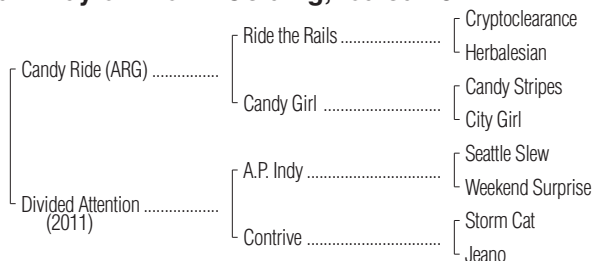 Cryptoclearance
Ride the Rails
Herbalesian
Candy Ride (ARG)
Candy Stripes
Candy Girl
City Girl
Seattle Slew
A.P. Indy
Weekend Surprise
Divided Attention
(2011)
Storm Cat
Contrive
Jeano